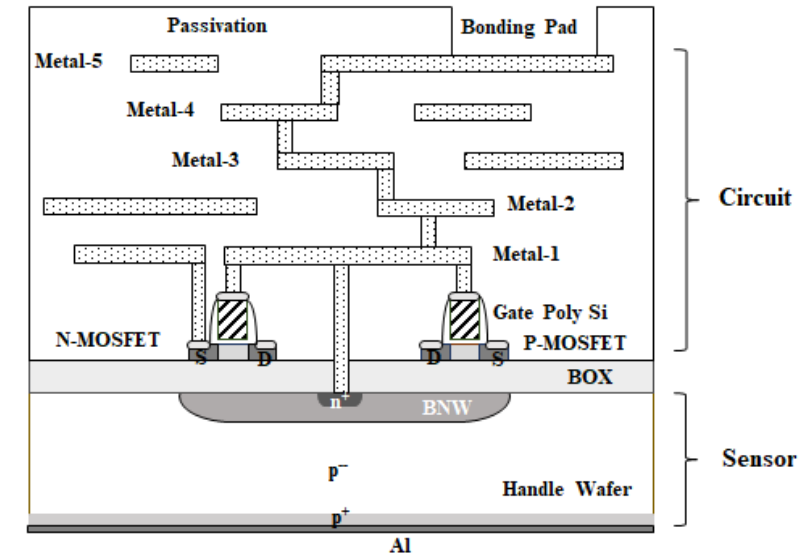 Passivation
Bonding Pad
Metal-5
Metal-4
Metal-3
Metal-2
Circuit
Metal-1
Gate Poly Si
N-MOSFET
P-MOSFET
S
D
D
S
BOX
n+
BNW
Sensor
p--
Handle Wafer
p+
Al